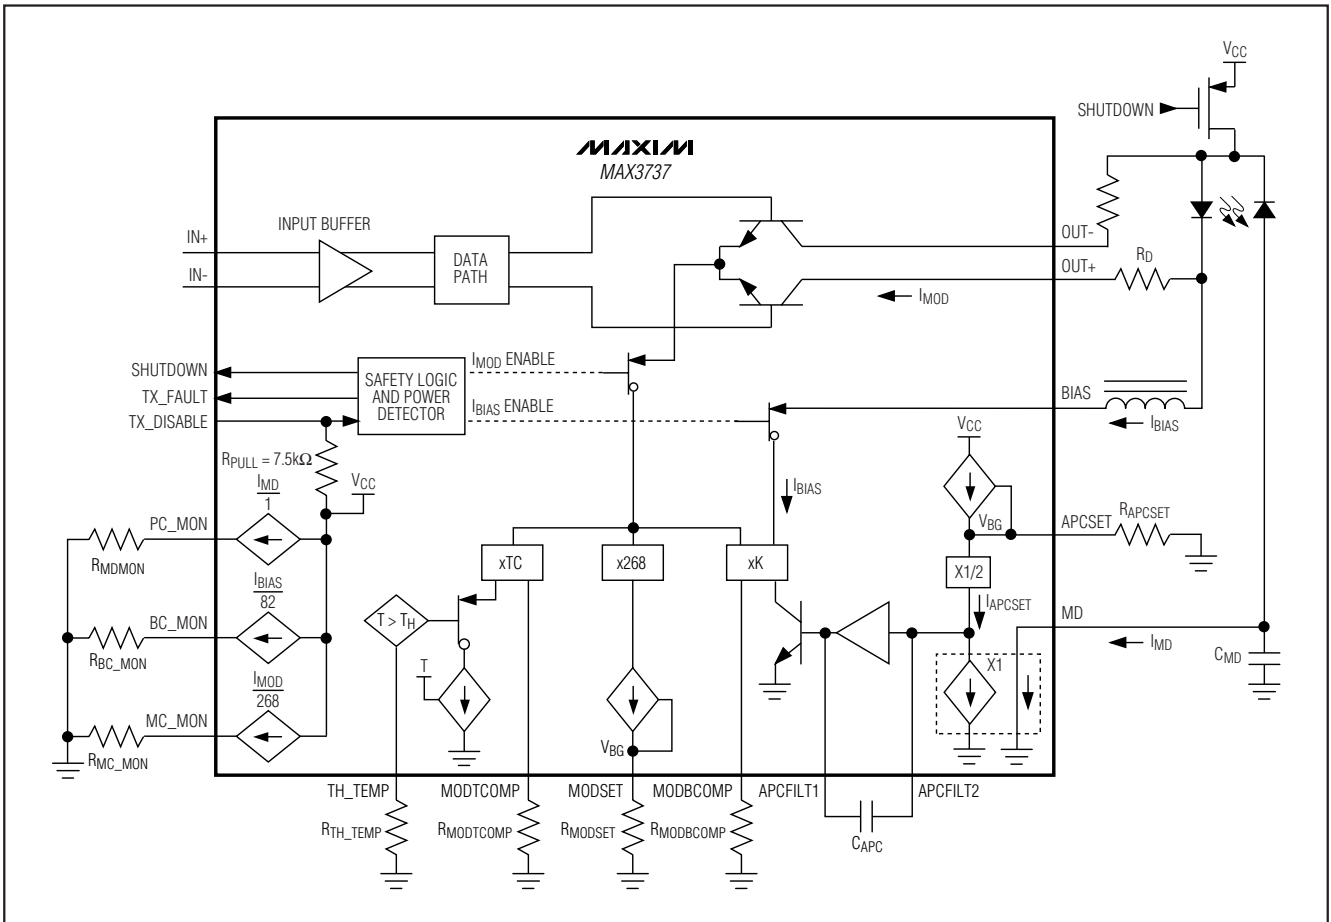 VCC
SHUTDOWN
MAXIM
MAX3737
INPUT BUFFER
IN+
IN-
DATA
PATH
OUT-
OUT+
RD
IMOD
SHUTDOWN
TX_FAULT
TX_DISABLE
SAFETY LOGIC
AND POWER
DETECTOR
IMOD ENABLE
IBIAS ENABLE
BIAS
IBIAS
RPULL = 7.5kΩ
VCC
IBIAS
VCC
VBG
APCSET
RAPCSET
IMD
1
PC_MON
RMDMON
IBIAS
82
BC_MON
RBC_MON
IMOD
268
MC_MON
RMC_MON
xTC
x268
xK
X1/2
IAPCSET
MD
IMD
CMD
T > TH
T
X1
VBG
TH_TEMP
MODTCOMP
MODSET
MODBCOMP
APCFILT1
APCFILT2
RTH_TEMP
RMODTCOMP
RMODSET
RMODBCOMP
CAPC